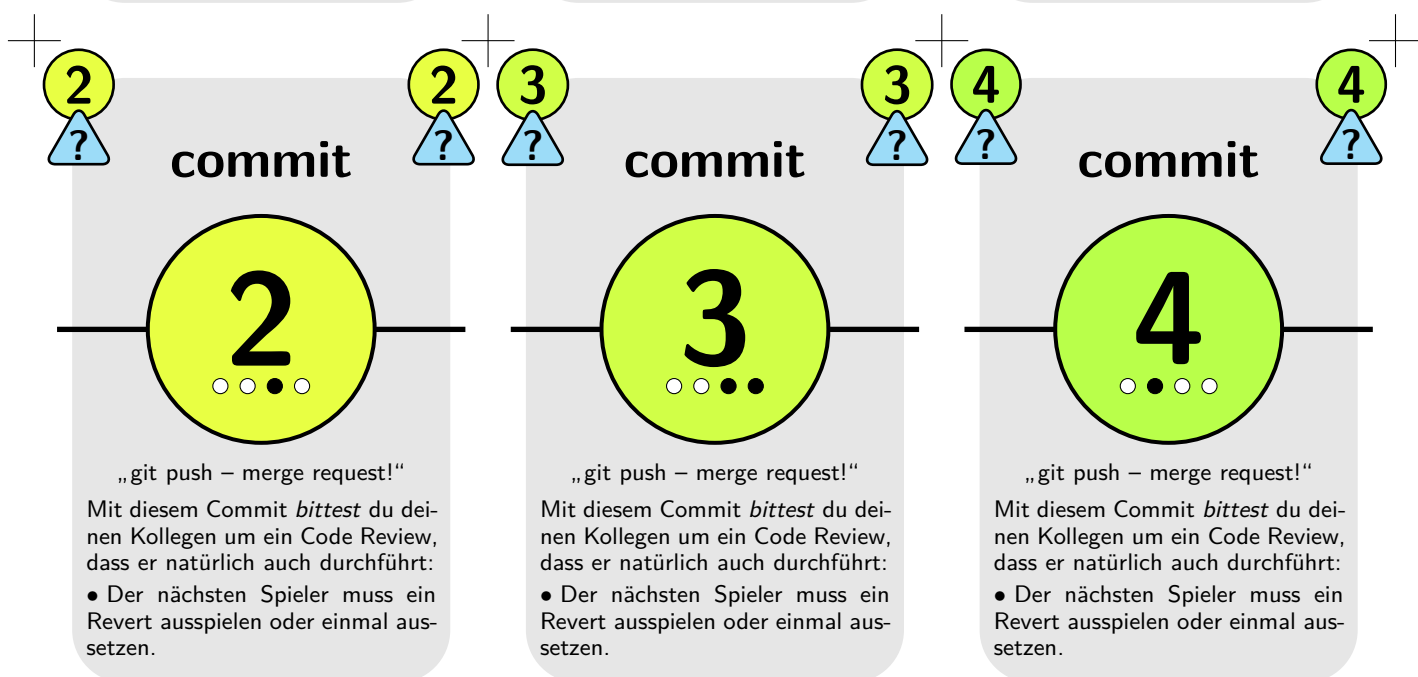 2 2
?
?
commit
2
„git push – merge request!“
Mit diesem Commit bittest du dei-
nen Kollegen um ein Code Review,
dass er natürlich auch durchführt:
• Der nächsten Spieler muss ein
Revert ausspielen oder einmal aus-
setzen.
3 3
?
?
commit
3
„git push – merge request!“
Mit diesem Commit bittest du dei-
nen Kollegen um ein Code Review,
dass er natürlich auch durchführt:
• Der nächsten Spieler muss ein
Revert ausspielen oder einmal aus-
setzen.
4 4
?
?
commit
4
„git push – merge request!“
Mit diesem Commit bittest du dei-
nen Kollegen um ein Code Review,
dass er natürlich auch durchführt:
• Der nächsten Spieler muss ein
Revert ausspielen oder einmal aus-
setzen.